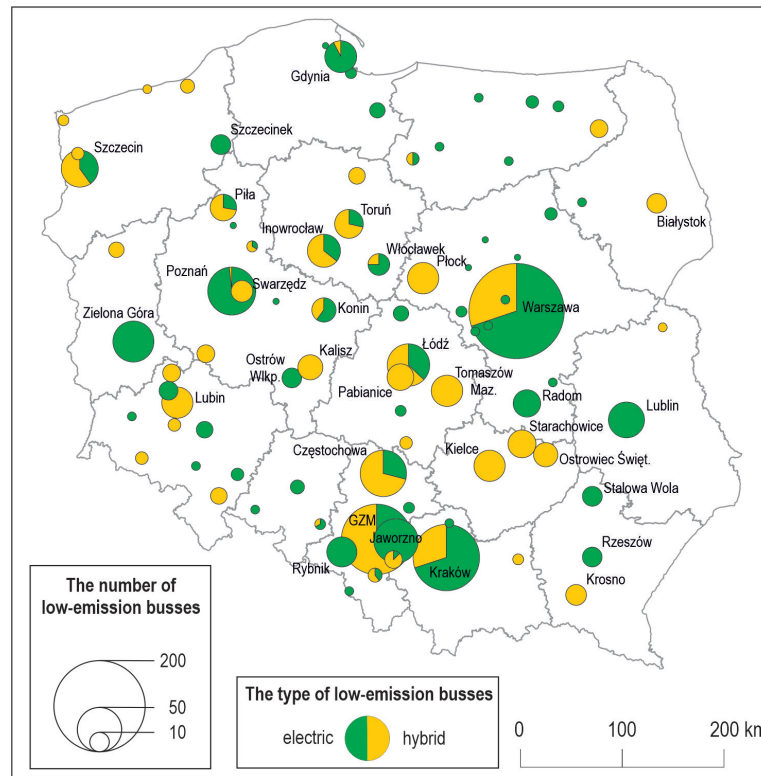 Gdynia
Szczecinek
Szczecin
Piła
Toruń
Inowrocław
Białystok
Włocławek
Płock
Poznań
Swarzędz
Warszawa
Zielona Góra
Konin
Łódź
Ostrów
Wlkp.
Kalisz
Tomaszów
Maz.
Pabianice
Lubin
Radom
Lublin
Starachowice
Częstochowa
Kielce
Ostrowiec Święt.
Stalowa Wola
GZM
Jaworzno
Rybnik
Kraków
Rzeszów
Krosno
The number of
low-emission busses
200
50
10
The type of low-emission busses
electric
hybrid
0
100
200 km